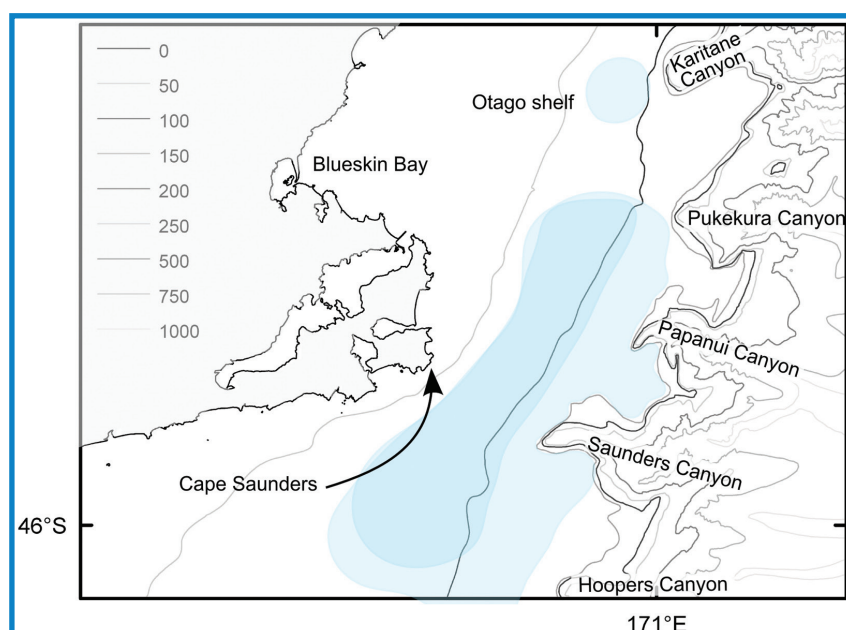 0
50
100
150
200
250
500
750
1000
Karitane
Canyon
Otago shelf
Blueskin Bay
Pukekura Canyon
Papanui Canyon
Saunders Canyon
Cape Saunders
46°S
Hoopers Canyon
171°E